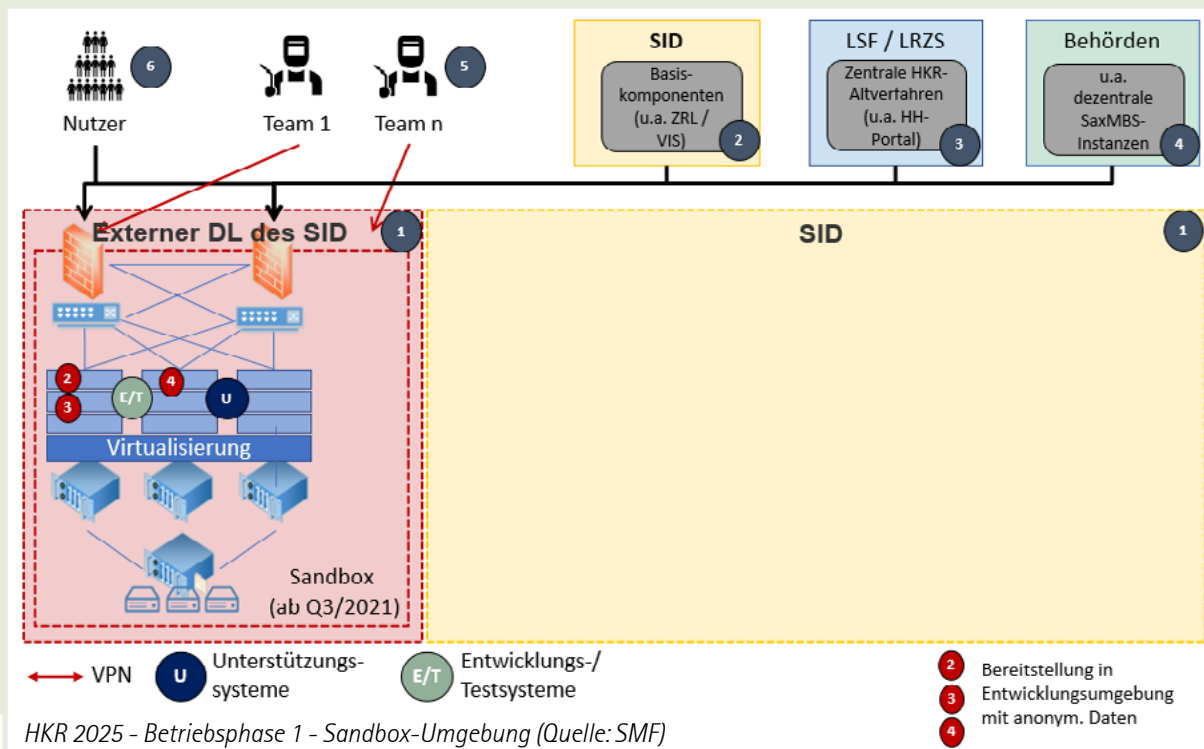 6
5
Nutzer
Team 1
Team n
SID
Basis-
komponenten
(u.a. ZRL /
VIS)
2
LSF / LRZS
Zentrale HKR-
Altverfahren
(u.a. HH-
Portal)
3
Behörden
u.a.
dezentrale
SaxMBS-
Instanzen
4
Externer DL des SID
1
SID
1
2
4
3
E/T
U
Virtualisierung
Sandbox
(ab Q3/2021)
VPN
U
Unterstützungs-
systeme
E/T
Entwicklungs-/
Testsysteme
2
3
4
Bereitstellung in
Entwicklungsumgebung
mit anonym. Daten
HKR 2025 - Betriebsphase 1 - Sandbox-Umgebung (Quelle: SMF)